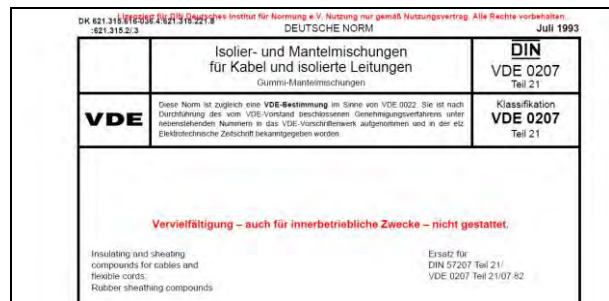 Lizenziert für DIN Deutsches Institut für Normung e.V. Nutzung nur gemäß Nutzungsvertrag. Alle Rechte vorbehalten.
DK
:621.315.2/.3
DEUTSCHE NORM
Juli 1993
Isolier- und Mantelmischungen
für Kabel und isolierte Leitungen
Gummi-Mantelmischungen
DIN
VDE 0207
Teil 21
VDE
Diese Norm ist zugleich eine VDE-Bestimmung im Sinne von VDE 0022. Sie ist nach
Durchführung des vom VDE-Vorstand beschlossenen Genehmigungsverfahrens unter
nebenstehenden Nummern in das VDE-Vorschriftenwerk aufgenommen und in der etz
Elektrotechnische Zeitschrift bekanntgegeben worden.
Klassifikation
VDE 0207
Teil 21
Vervielfältigung – auch für innerbetriebliche Zwecke – nicht gestattet.
Insulating and sheating
compounds for cables and
flexible cords;
Rubber sheathing compounds
Ersatz für
DIN 57207 Teil 21/
VDE 0207 Teil 21/07.82